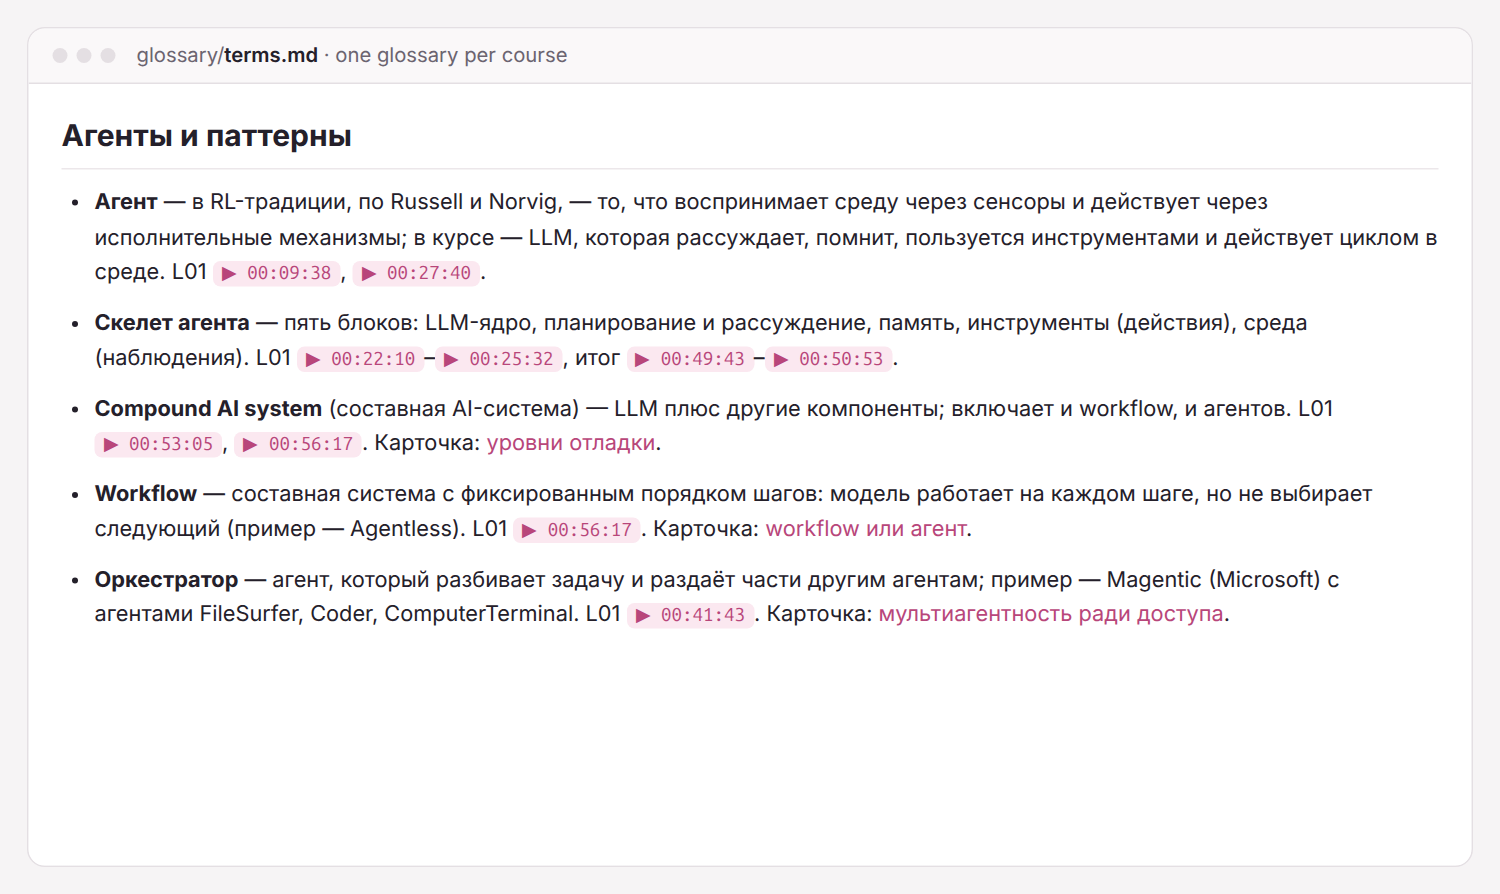 glossary/terms.md · one glossary per course
Агенты и паттерны
• Агент — в RL-традиции, по Russell и Norvig, — то, что воспринимает среду через сенсоры и действует через
исполнительные механизмы; в курсе — LLM, которая рассуждает, помнит, пользуется инструментами и действует циклом в
среде. L01 ▶ 00:09:38, ▶ 00:27:40.
• Скелет агента — пять блоков: LLM-ядро, планирование и рассуждение, память, инструменты (действия), среда
(наблюдения). L01 ▶ 00:22:10–▶ 00:25:32, итог ▶ 00:49:43–▶ 00:50:53.
• Compound AI system (составная AI-система) — LLM плюс другие компоненты; включает и workflow, и агентов. L01
▶ 00:53:05, ▶ 00:56:17. Карточка: уровни отладки.
• Workflow — составная система с фиксированным порядком шагов: модель работает на каждом шаге, но не выбирает
следующий (пример — Agentless). L01 ▶ 00:56:17. Карточка: workflow или агент.
• Оркестратор — агент, который разбивает задачу и раздаёт части другим агентам; пример — Magentic (Microsoft) с
агентами FileSurfer, Coder, ComputerTerminal. L01 ▶ 00:41:43. Карточка: мультиагентность ради доступа.